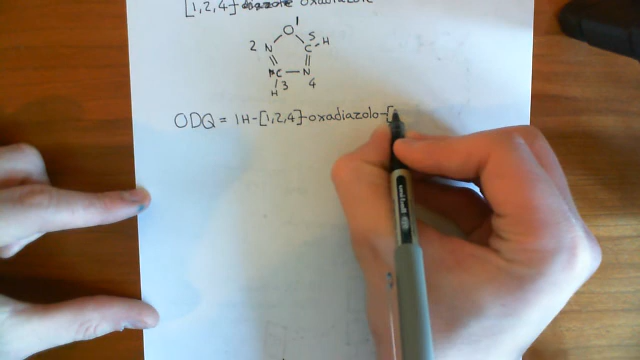 [1,2,4]- oxadiazole
1
O
2 N C 5 H
C N
H 3 4
ODQ = 1H-[1,2,4]-oxadiazolo-[